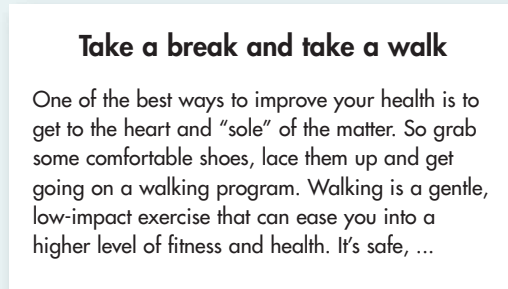 Take a break and take a walk
One of the best ways to improve your health is to
get to the heart and “sole” of the matter. So grab
some comfortable shoes, lace them up and get
going on a walking program. Walking is a gentle,
low-impact exercise that can ease you into a
higher level of fitness and health. It’s safe, ...